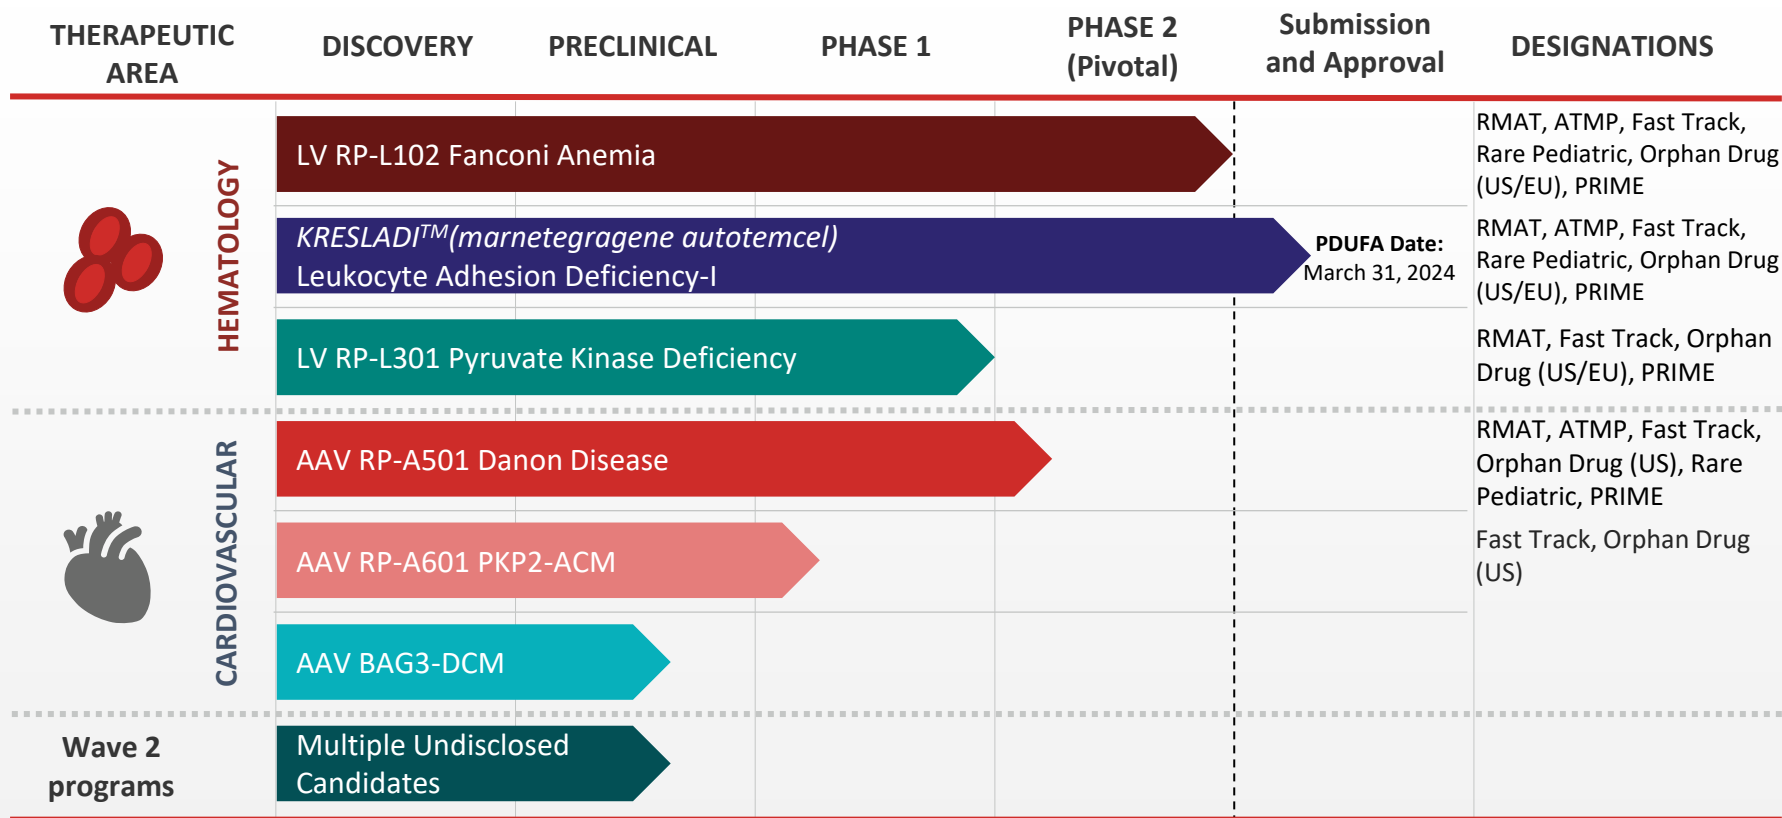 THERAPEUTIC
AREA
DISCOVERY
PRECLINICAL
PHASE 1
PHASE 2
(Pivotal)
Submission
and Approval
DESIGNATIONS
HEMATOLOGY
LV RP-L102 Fanconi Anemia
RMAT, ATMP, Fast Track,
Rare Pediatric, Orphan Drug
(US/EU), PRIME
KRESLADI™(marnetegragene autotemcel)
Leukocyte Adhesion Deficiency-I
PDUFA Date:
March 31, 2024
RMAT, ATMP, Fast Track,
Rare Pediatric, Orphan Drug
(US/EU), PRIME
LV RP-L301 Pyruvate Kinase Deficiency
RMAT, Fast Track, Orphan
Drug (US/EU), PRIME
CARDIOVASCULAR
AAV RP-A501 Danon Disease
RMAT, ATMP, Fast Track,
Orphan Drug (US), Rare
Pediatric, PRIME
AAV RP-A601 PKP2-ACM
Fast Track, Orphan Drug
(US)
AAV BAG3-DCM
Wave 2
programs
Multiple Undisclosed
Candidates